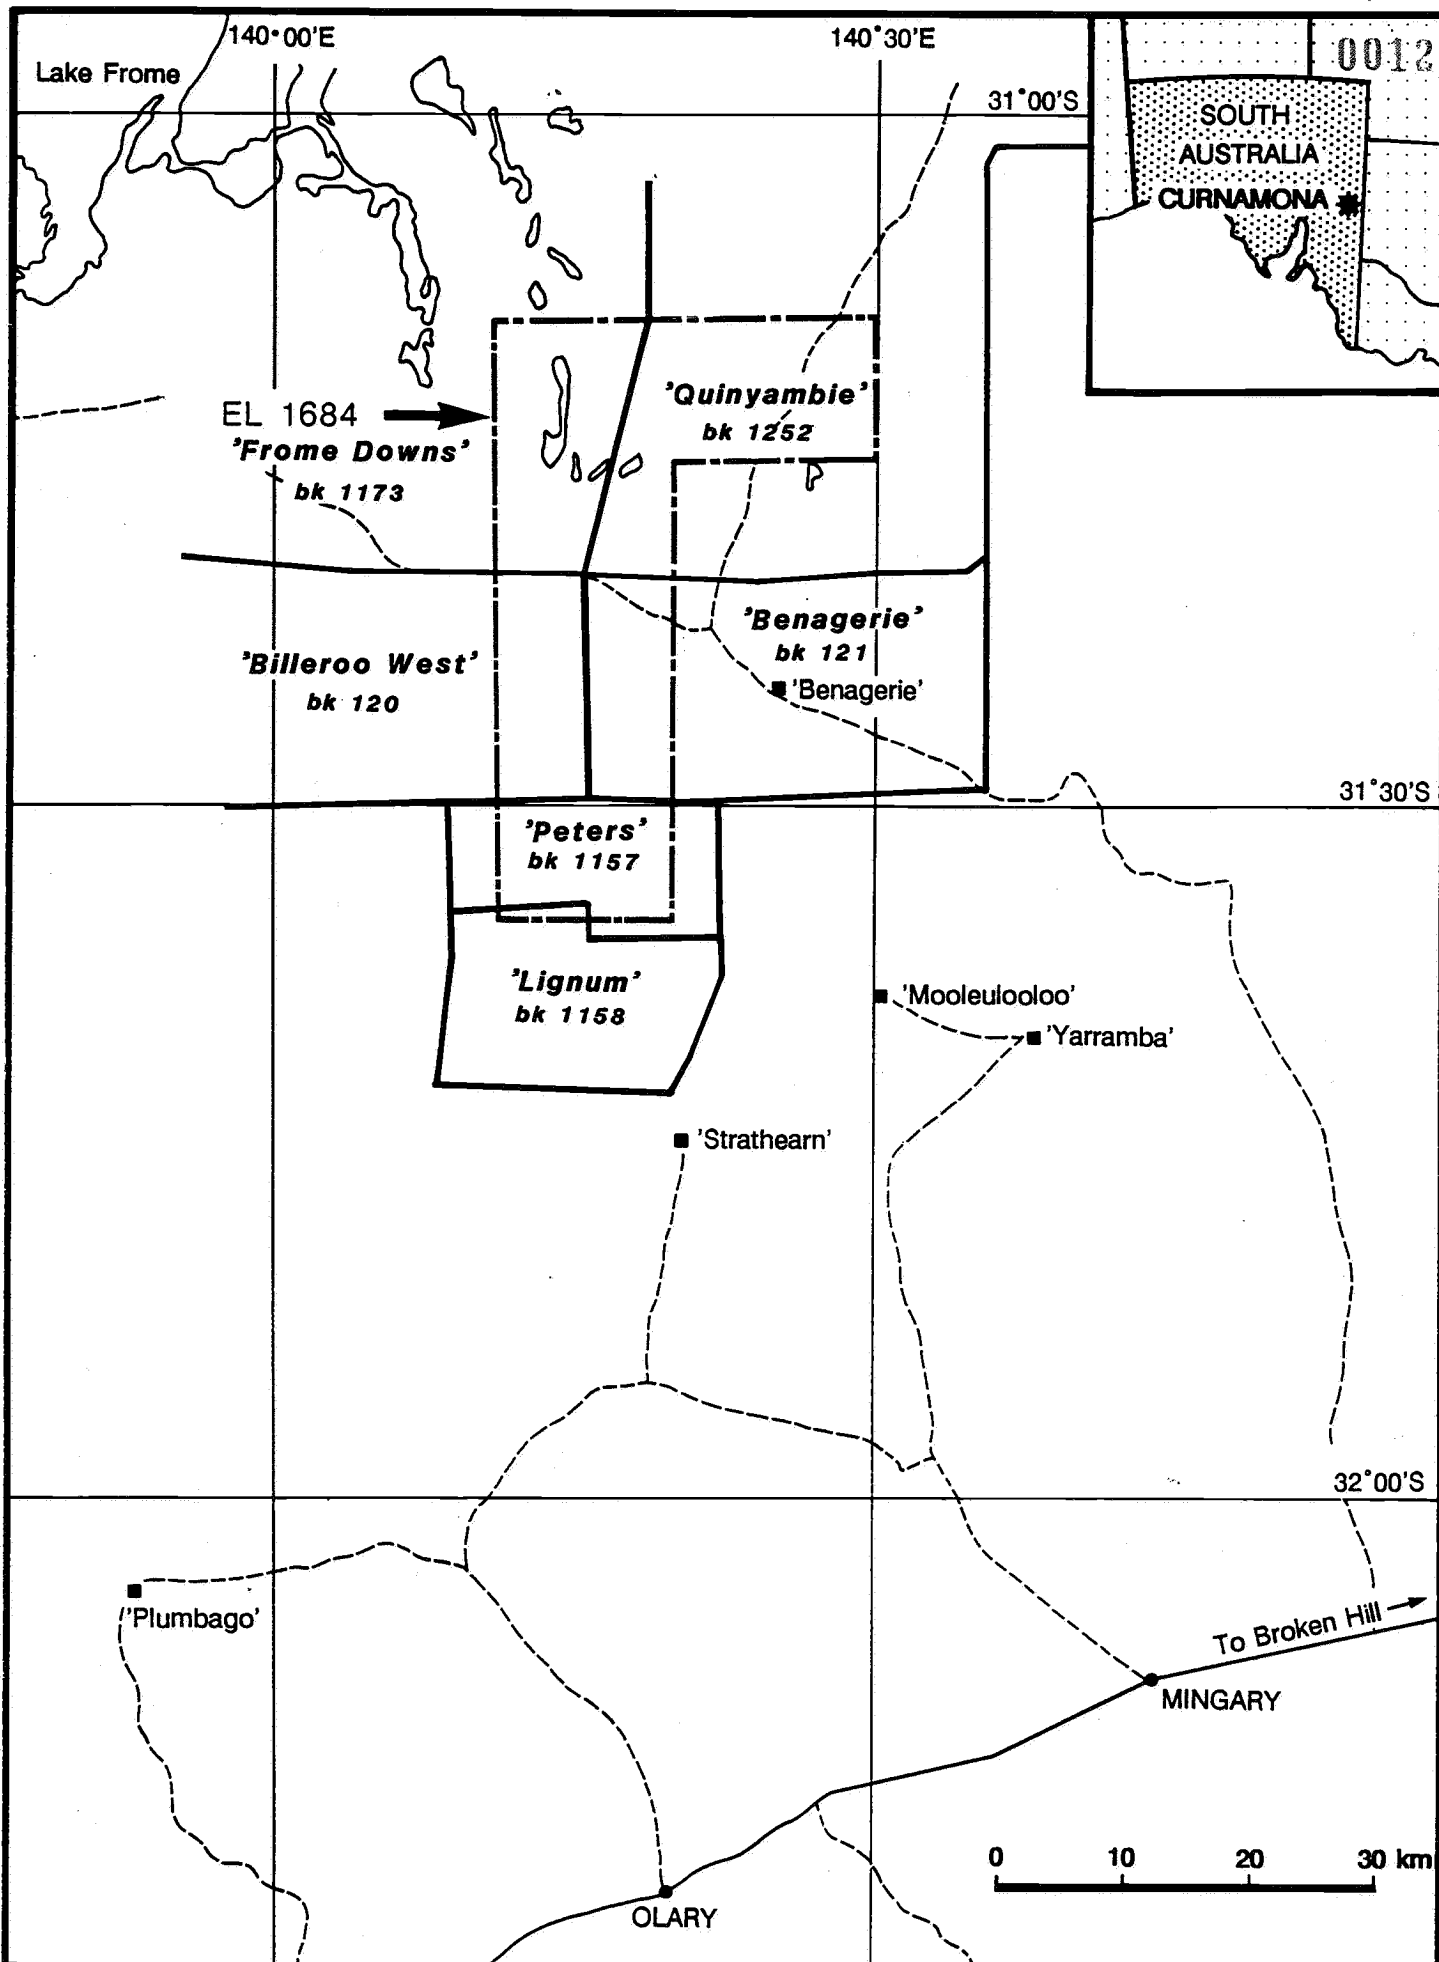 140°00'E
140°30'E
0012
Lake Frome
31°00'S
SOUTH
AUSTRALIA
CURNAMONA
EL 1684
'Quinyambie'
bk 1252
'Frome Downs'
bk 1173
'Benagerie'
bk 121
'Billeroo West'
bk 120
'Benagerie'
31°30'S
'Peters'
bk 1157
'Lignum'
bk 1158
'Mooleulooloo'
'Yarramba'
'Strathearn'
32°00'S
'Plumbago'
To Broken Hill
MINGARY
0 10 20 30 km
OLARY